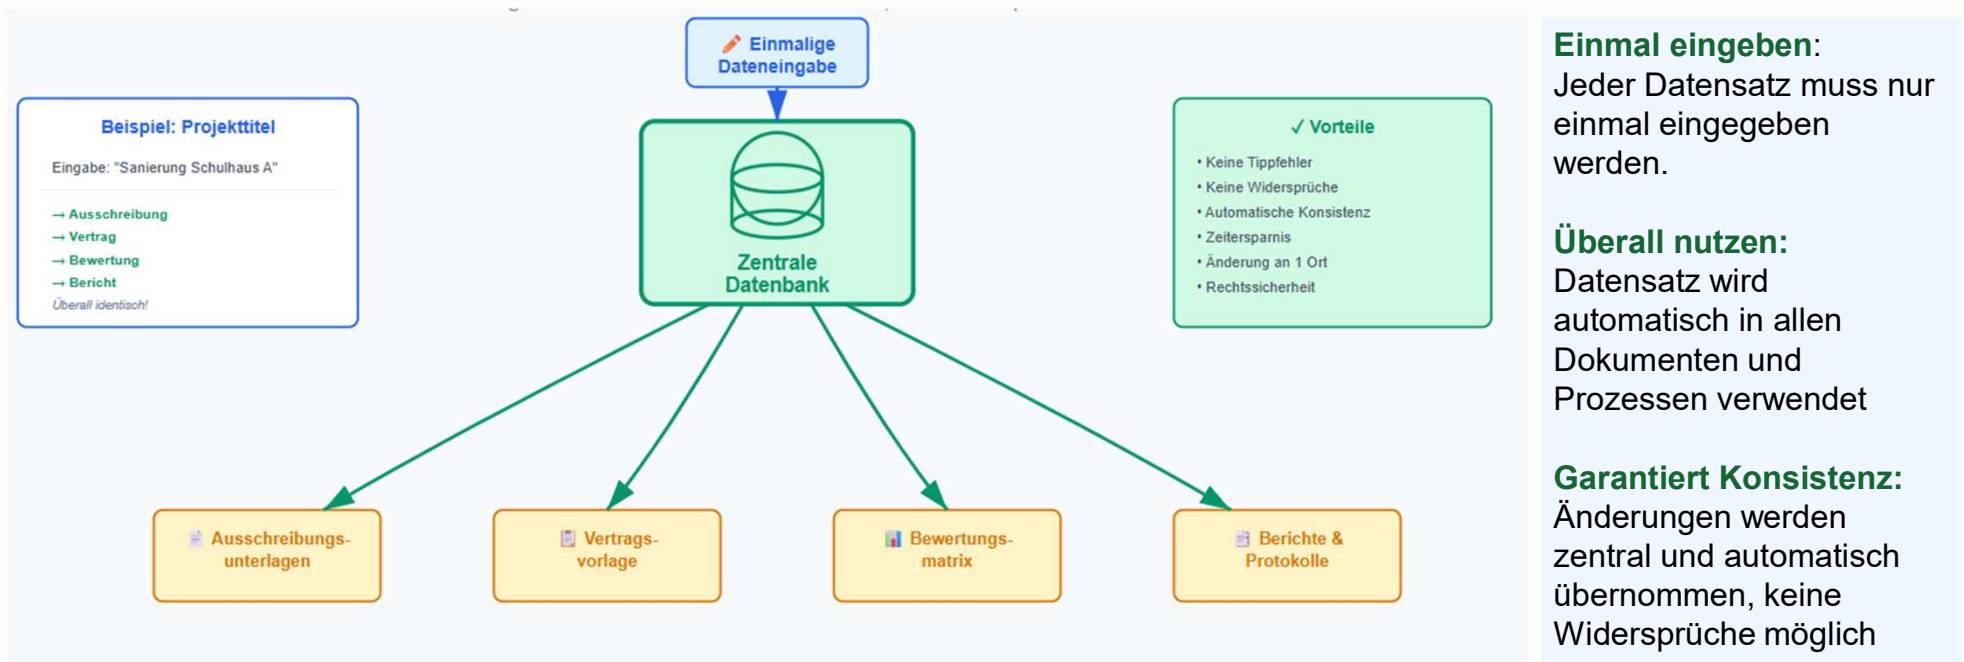 Einmalige
Dateneingabe
Beispiel: Projekttitel
Eingabe: "Sanierung Schulhaus A"
→ Ausschreibung
→ Vertrag
→ Bewertung
→ Bericht
Überall identisch!
Zentrale
Datenbank
✓ Vorteile
• Keine Tippfehler
• Keine Widersprüche
• Automatische Konsistenz
• Zeitersparnis
• Änderung an 1 Ort
• Rechtssicherheit
Ausschreibungs-
unterlagen
Vertrags-
vorlage
Bewertungs-
matrix
Berichte &
Protokolle
Einmal eingeben:
Jeder Datensatz muss nur
einmal eingegeben
werden.
Überall nutzen:
Datensatz wird
automatisch in allen
Dokumenten und
Prozessen verwendet
Garantiert Konsistenz:
Änderungen werden
zentral und automatisch
übernommen, keine
Widersprüche möglich